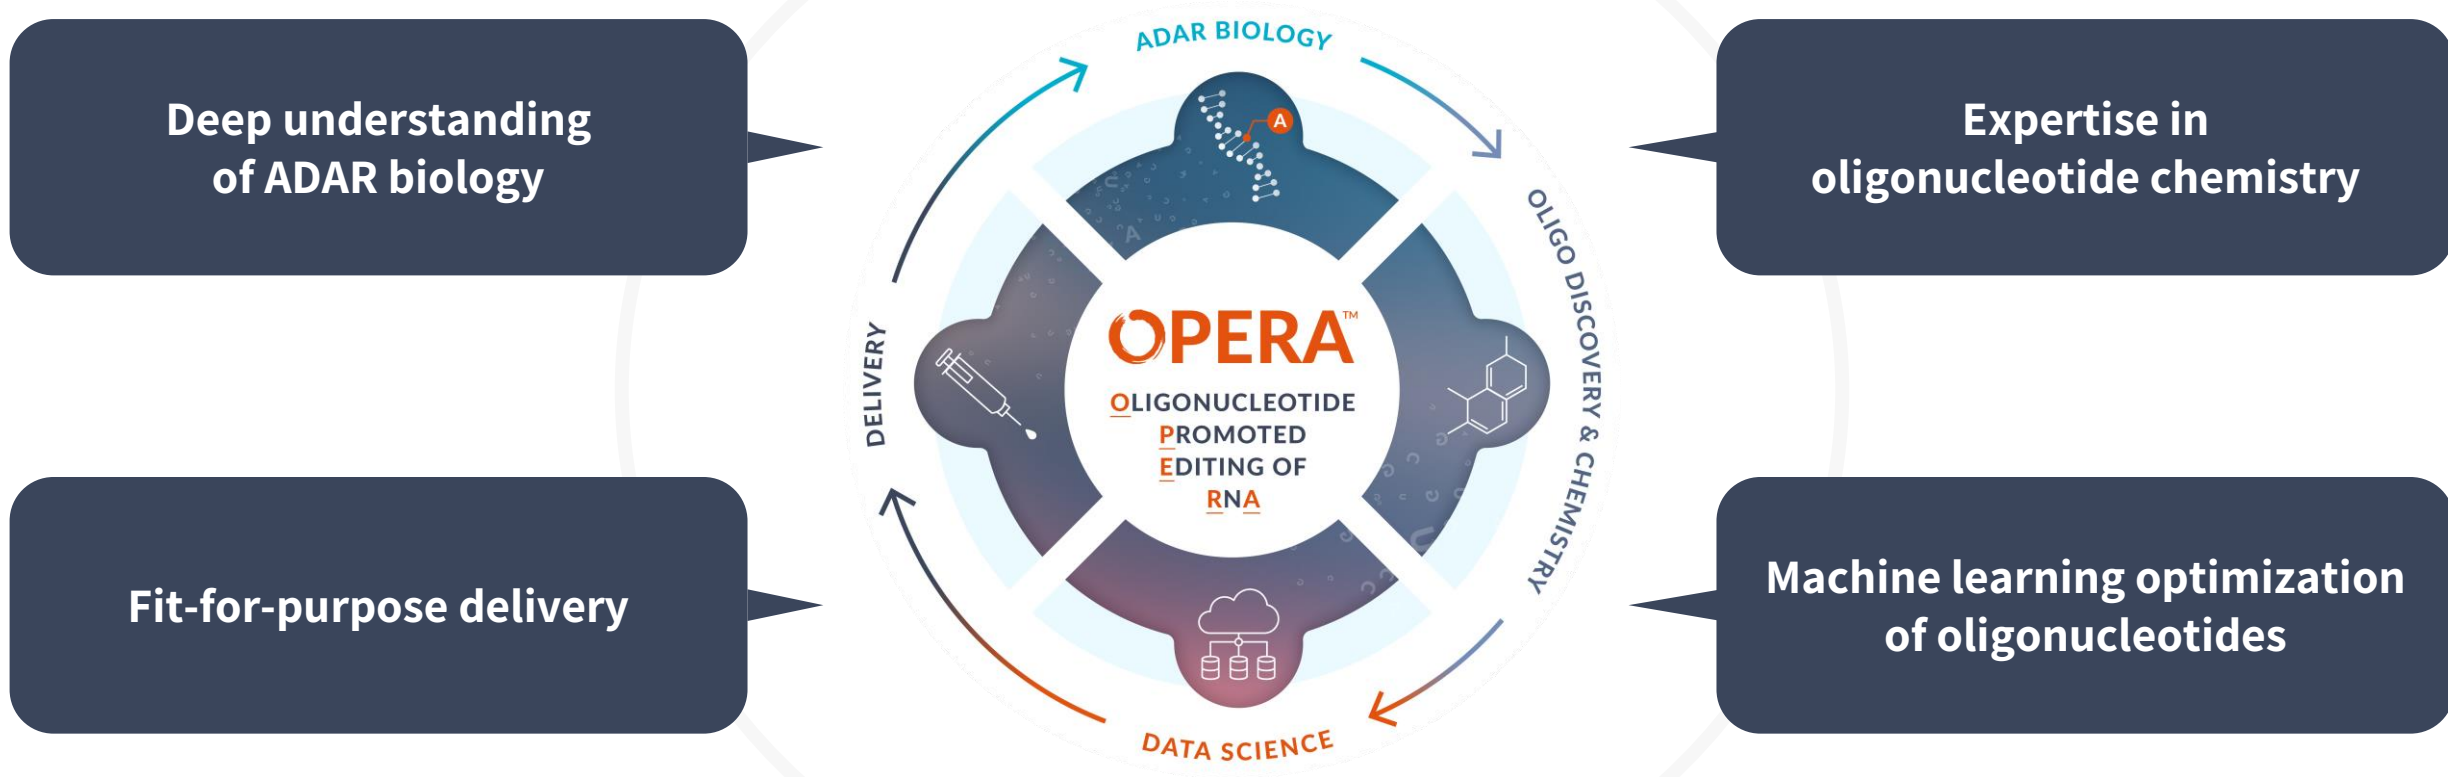 Deep understanding
of ADAR biology
Fit-for-purpose delivery
ADAR BIOLOGY
A
OLIGO DISCOVERY & CHEMISTRY
DATA SCIENCE
DELIVERY
OPERA™
OLIGONUCLEOTIDE
PROMOTED
EDITING OF
RNA
Expertise in
oligonucleotide chemistry
Machine learning optimization
of oligonucleotides